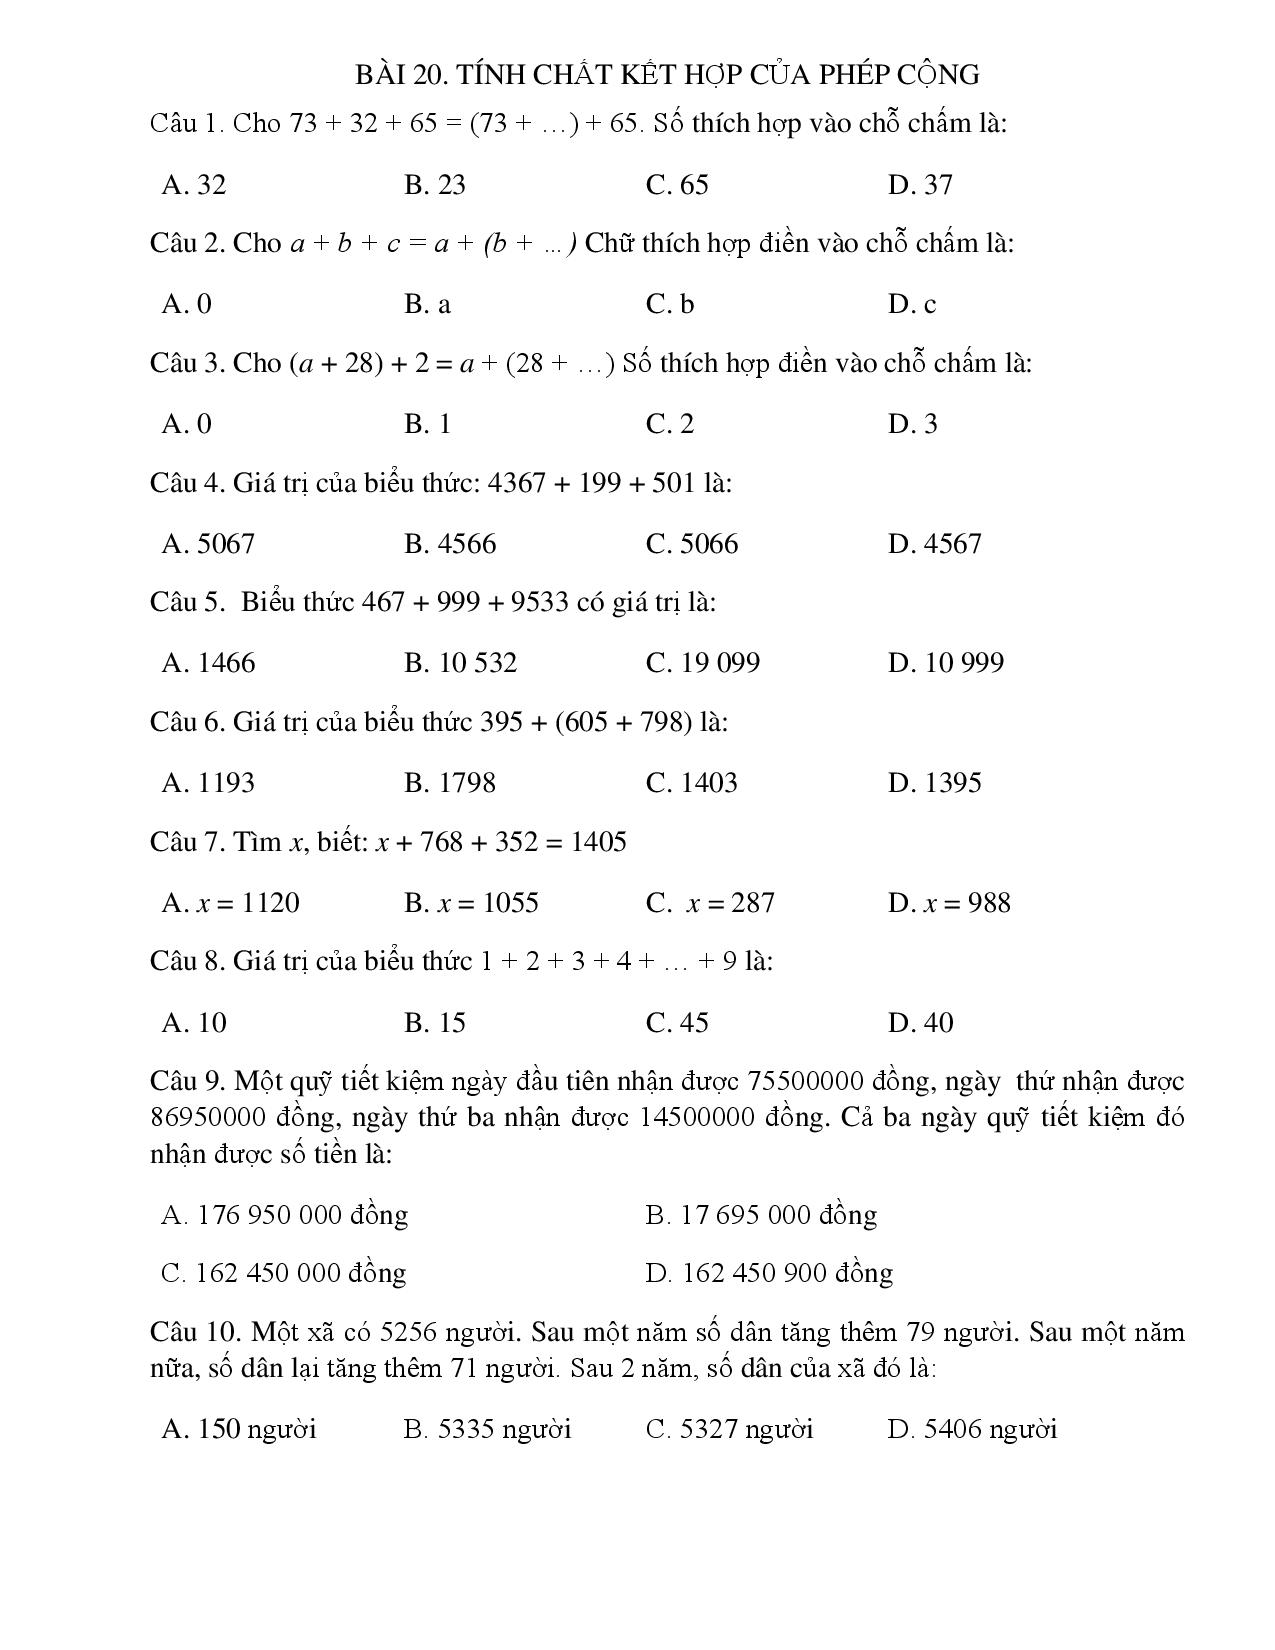 BÀI 20. TÍNH CHẤT KẾT HỢP CỦA PHÉP CỘNG
Câu 1. Cho 73 + 32 + 65 = (73 + …) + 65. Số thích hợp vào chỗ chấm là:
A. 32 B. 23 C. 65 D. 37
Câu 2. Cho a + b + c = a + (b + … ) Chữ thích hợp điền vào chỗ chấm là:
A. 0 B. a C. b D. c
Câu 3. Cho (a + 28) + 2 = a + (28 + …) Số thích hợp điền vào chỗ chấm là:
A. 0 B. 1 C. 2 D. 3
Câu 4. Giá trị của biểu thức: 4367 + 199 + 501 là:
A. 5067 B. 4566 C. 5066 D. 4567
Câu 5. Biểu thức 467 + 999 + 9533 có giá trị là:
A. 1466 B. 10 532 C. 19 099 D. 10 999
Câu 6. Giá trị của biểu thức 395 + (605 + 798) là:
A. 1193 B. 1798 C. 1403 D. 1395
Câu 7. Tìm x, biết: x + 768 + 352 = 1405
A. x = 1120 B. x = 1055 C. x = 287 D. x = 988
Câu 8. Giá trị của biểu thức 1 + 2 + 3 + 4 + … + 9 là:
A. 10 B. 15 C. 45 D. 40
Câu 9. Một quỹ tiết kiệm ngày đầu tiên nhận được 75500000 đồng, ngày thứ nhận được
86950000 đồng, ngày thứ ba nhận được 14500000 đồng. Cả ba ngày quỹ tiết kiệm đó
nhận được số tiền là:
A. 176 950 000 đồng B. 17 695 000 đồng
C. 162 450 000 đồng D. 162 450 900 đồng
Câu 10. Một xã có 5256 người. Sau một năm số dân tăng thêm 79 người. Sau một năm
nữa, số dân lại tăng thêm 71 người. Sau 2 năm, số dân của xã đó là:
A. 150 người B. 5335 người C. 5327 người D. 5406 người